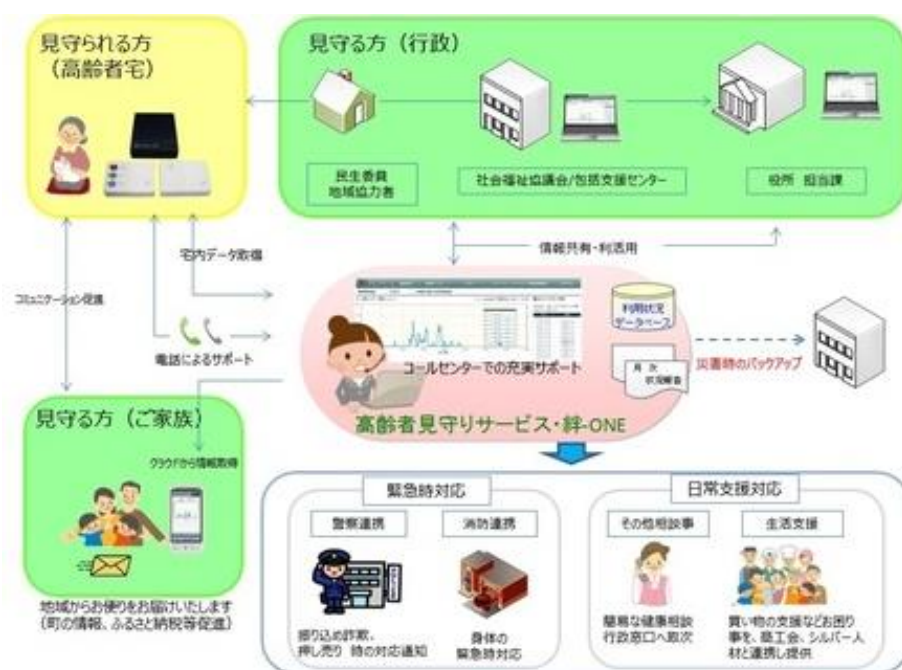 見守られる方
（高齢者宅）
見守る方（行政）
民生委員
地域協力者
社会福祉協議会/包括支援センター
役所 担当課
情報共有・利活用
宅内データ取得
コミュニケーション促進
電話によるサポート
コールセンターでの充実サポート
利用状況
データベース
月次
状況報告
災害時のバックアップ
高齢者見守りサービス・絆-ONE
見守る方（ご家族）
クラウドから情報取得
地域からお便りをお届けいたします
（町の情報、ふるさと納税等促進）
緊急時対応
警察連携
振り込め詐欺、
押し売り 時の対応通知
消防連携
身体の
緊急時対応
日常支援対応
その他相談事
簡易な健康相談
行政窓口へ取次
生活支援
買い物の支援などお困り
事を、商工会、シルバー人
材と連携し提供